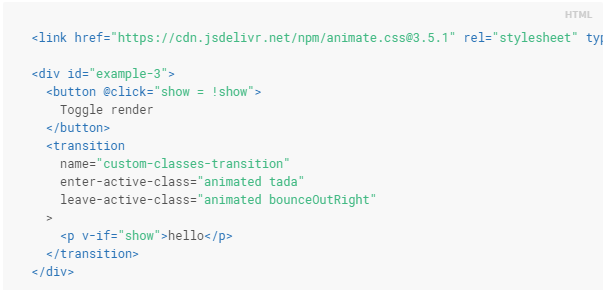 HTML
<link href="https://cdn.jsdelivr.net/npm/animate.css@3.5.1" rel="stylesheet" typ
<div id="example-3">
  <button @click="show = !show">
    Toggle render
  </button>
  <transition
    name="custom-classes-transition"
    enter-active-class="animated tada"
    leave-active-class="animated bounceOutRight"
  >
    <p v-if="show">hello</p>
  </transition>
</div>